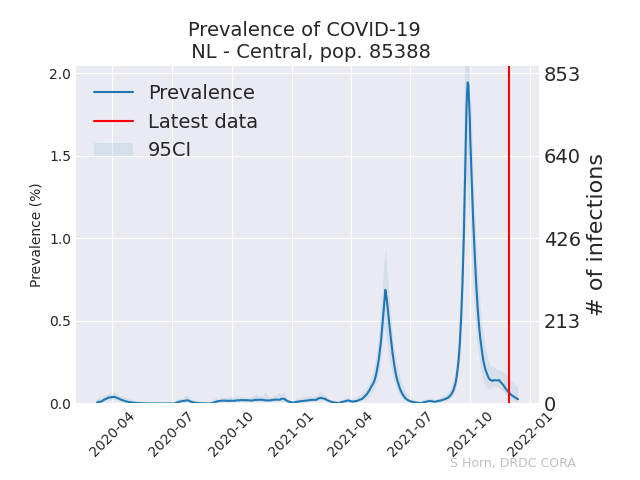 Prevalence of COVID-19
NL - Central, pop. 85388
Prevalence
Latest data
95CI
Prevalence (%)
2.0
1.5
1.0
0.5
0.0
853
640
426
213
0
# of infections
2020-04
2020-07
2020-10
2021-01
2021-04
2021-07
2021-10
2022-01
S Horn, DRDC CORA